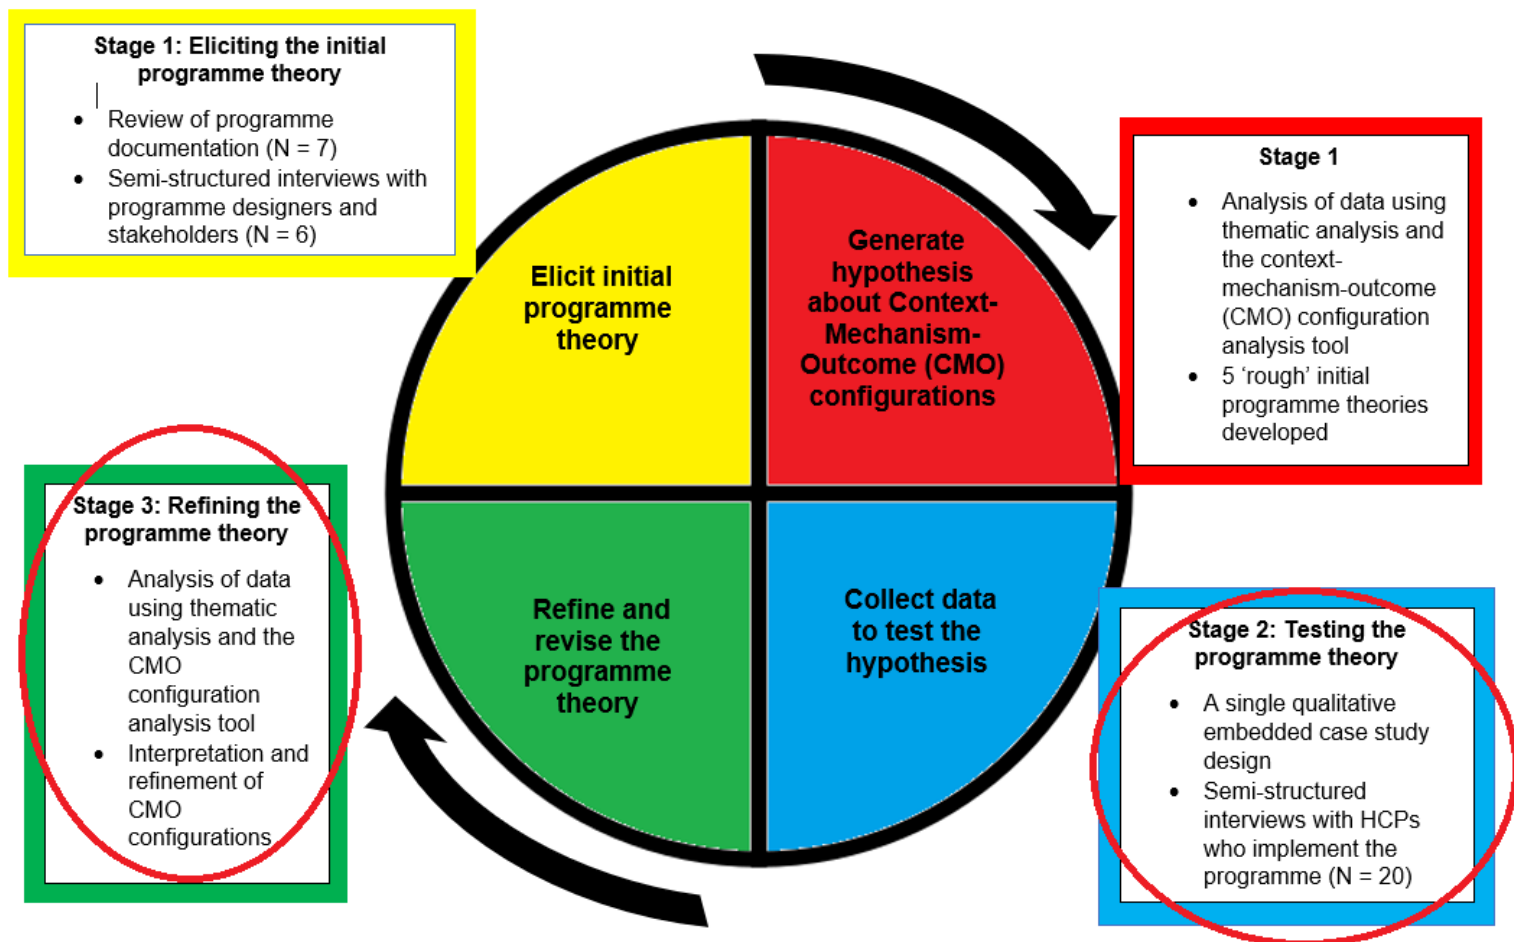 Stage 1: Eliciting the initial
programme theory
• Review of programme
documentation (N = 7)
• Semi-structured interviews with
programme designers and
stakeholders (N = 6)
Elicit initial
programme
theory
Generate
hypothesis
about Context-
Mechanism-
Outcome (CMO)
configurations
Stage 1
• Analysis of data using
thematic analysis and
the context-
mechanism-outcome
(CMO) configuration
analysis tool
• 5 ‘rough’ initial
programme theories
developed
Stage 3: Refining the
programme theory
• Analysis of data
using thematic
analysis and the
CMO
configuration
analysis tool
• Interpretation and
refinement of
CMO
configurations
Refine and
revise the
programme
theory
Collect data
to test the
hypothesis
Stage 2: Testing the
programme theory
• A single qualitative
embedded case study
design
• Semi-structured
interviews with HCPs
who implement the
programme (N = 20)